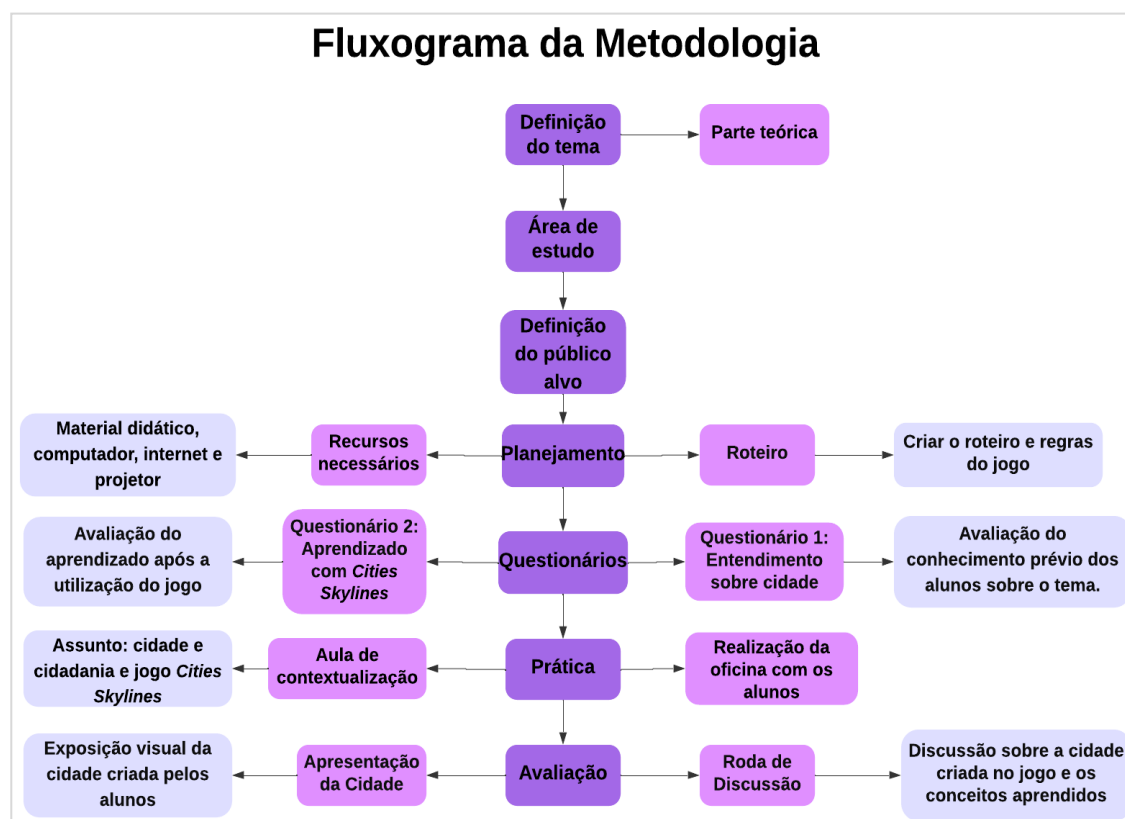 Fluxograma da Metodologia
Definição
do tema
Parte teórica
Área de
estudo
Definição
do público
alvo
Material didático,
computador, internet e
projetor
Recursos
necessários
Planejamento
Roteiro
Criar o roteiro e regras
do jogo
Avaliação do
aprendizado após a
utilização do jogo
Questionário 2:
Aprendizado
com Cities
Skylines
Questionários
Questionário 1:
Entendimento
sobre cidade
Avaliação do
conhecimento prévio dos
alunos sobre o tema.
Assunto: cidade e
cidadania e jogo Cities
Skylines
Aula de
contextualização
Prática
Realização da
oficina com os
alunos
Exposição visual da
cidade criada pelos
alunos
Apresentação
da Cidade
Avaliação
Roda de
Discussão
Discussão sobre a cidade
criada no jogo e os
conceitos aprendidos